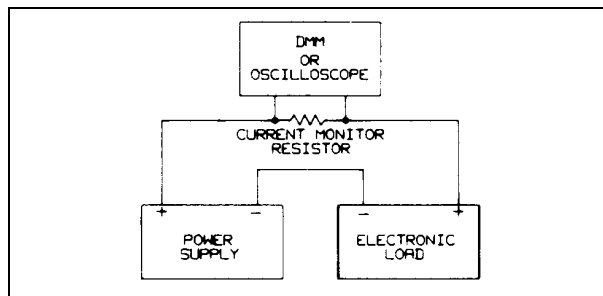 DMM
OR
OSCILLOSCOPE
CURRENT MONITOR
RESISTOR
+ – – +
POWER
SUPPLY
ELECTRONIC
LOAD